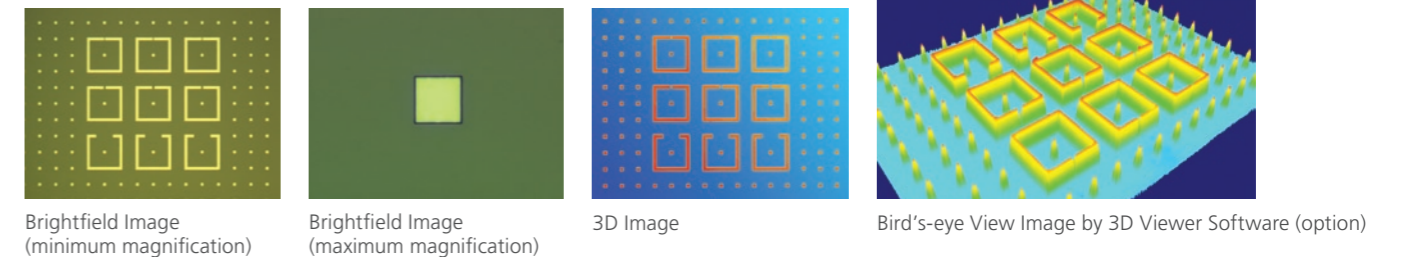 Brightfield Image
(minimum magnification)
Brightfield Image
(maximum magnification)
3D Image
Bird's-eye View Image by 3D Viewer Software (option)